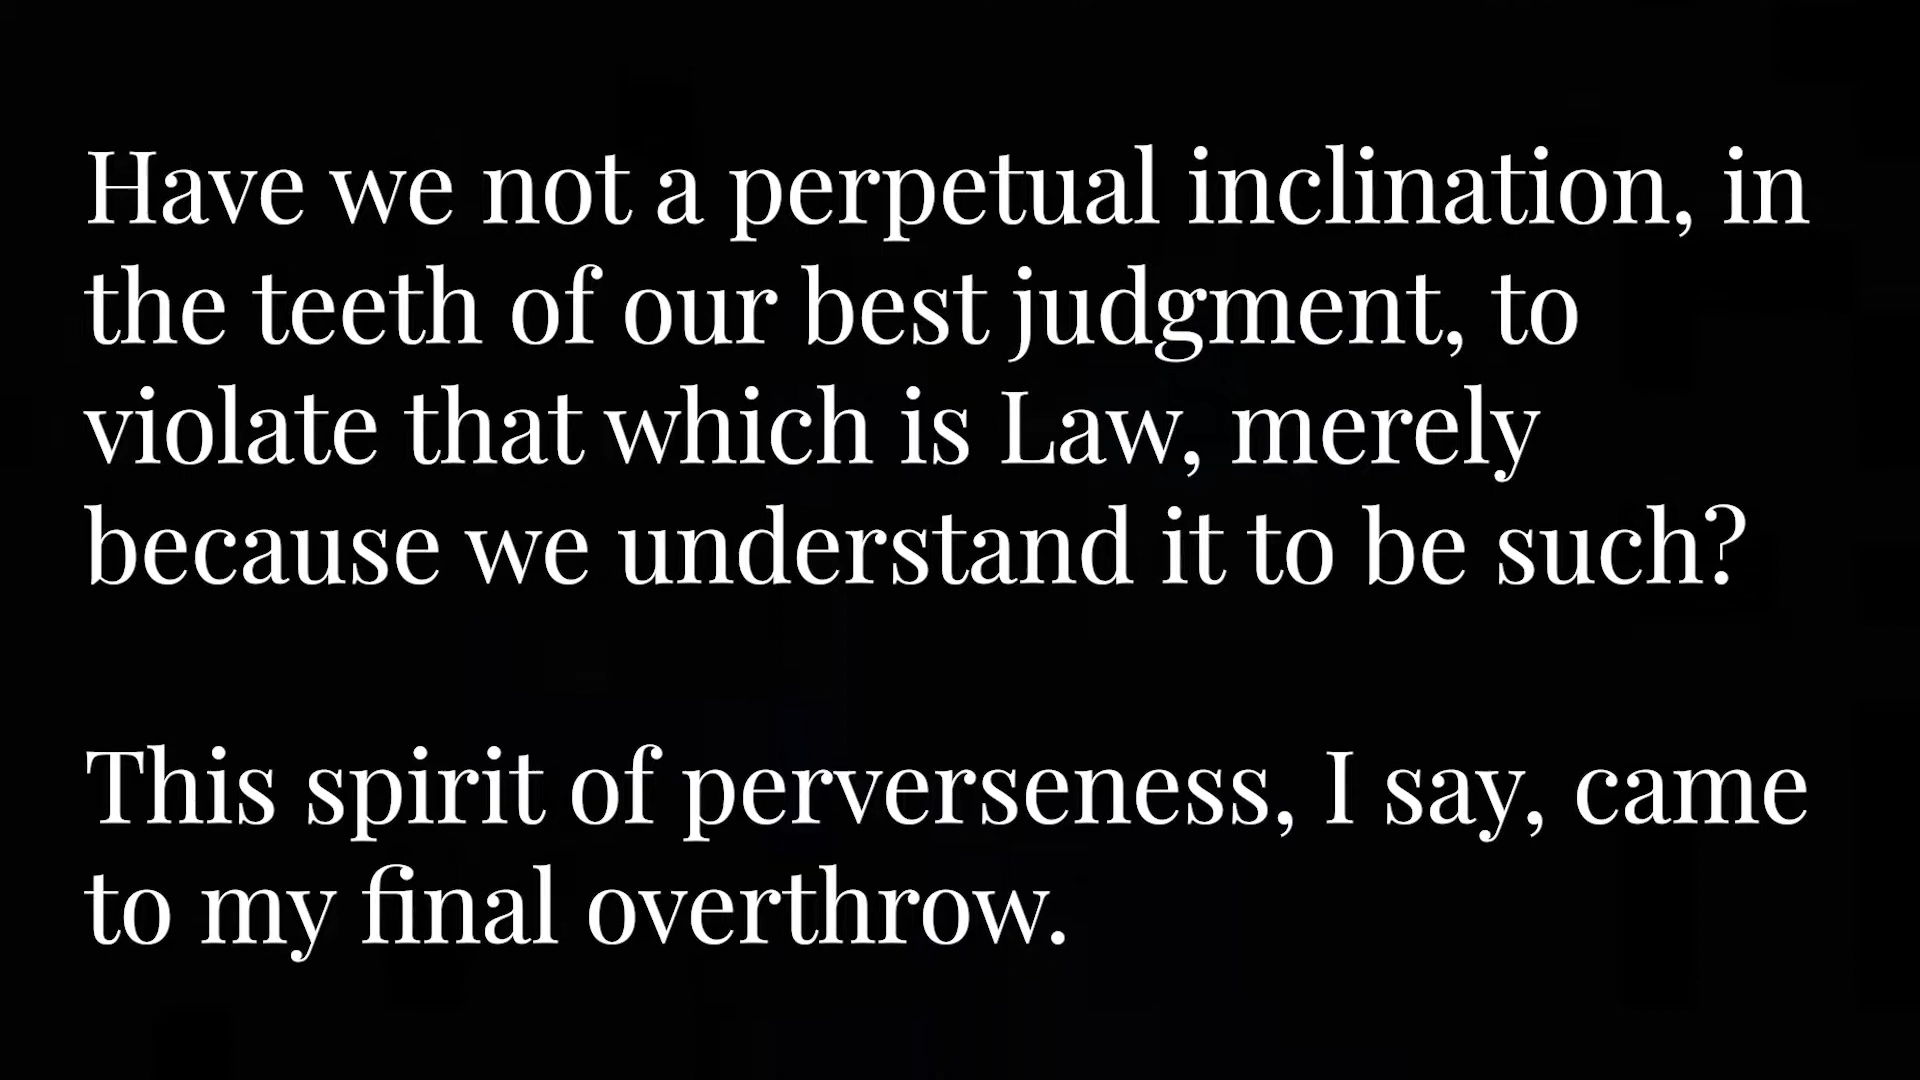 Have we not a perpetual inclination, in
the teeth of our best judgment, to
violate that which is Law, merely
because we understand it to be such?
This spirit of perverseness, I say, came
to my final overthrow.